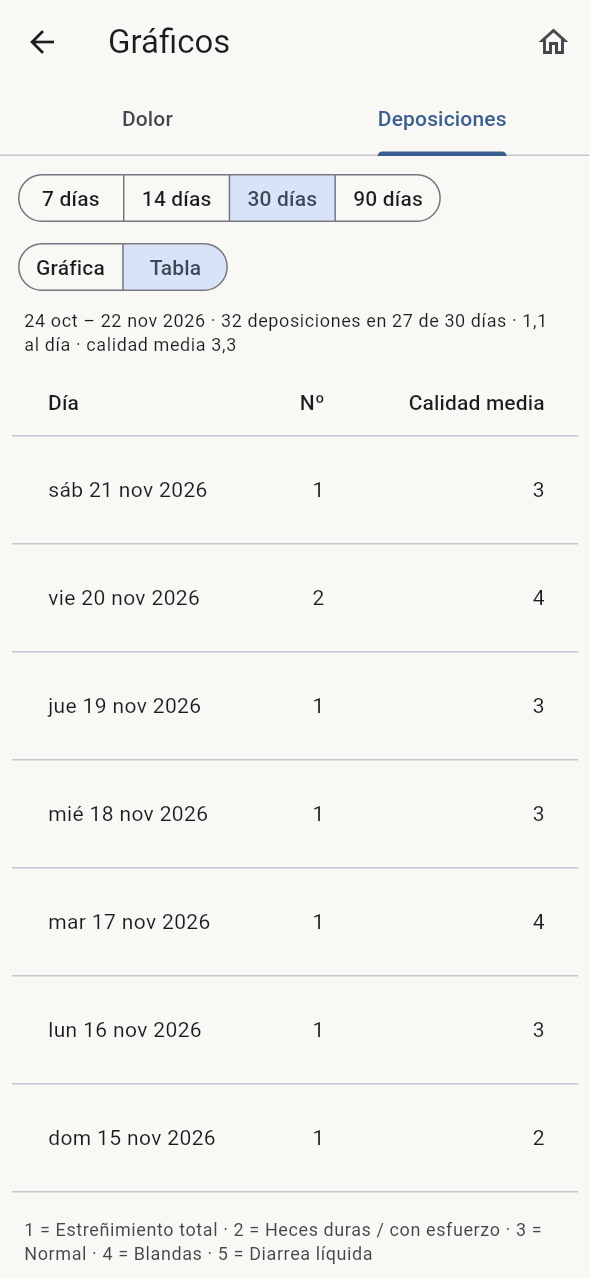 Gráficos
Dolor Deposiciones
7 días 14 días 30 días 90 días
Gráfica Tabla
24 oct – 22 nov 2026 · 32 deposiciones en 27 de 30 días · 1,1
al día · calidad media 3,3
Día Nº Calidad media
sáb 21 nov 2026 1 3
vie 20 nov 2026 2 4
jue 19 nov 2026 1 3
mié 18 nov 2026 1 3
mar 17 nov 2026 1 4
lun 16 nov 2026 1 3
dom 15 nov 2026 1 2
1 = Estreñimiento total · 2 = Heces duras / con esfuerzo · 3 =
Normal · 4 = Blandas · 5 = Diarrea líquida